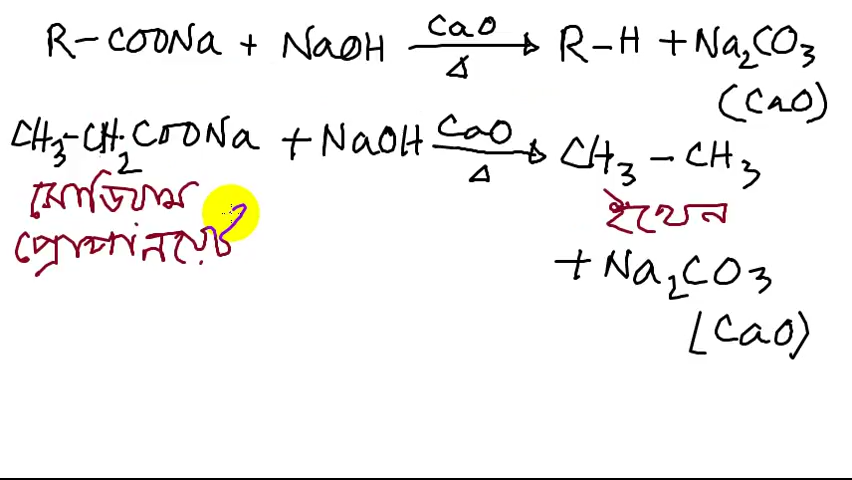 R-COONa + NaOH CaO Δ → R-H + Na₂CO₃
(CaO)
CH₃-CH₂COONa + NaOH CaO Δ → CH₃-CH₃
সোডিয়াম
ইথেন
প্রোপানয়েট
+ Na₂CO₃
(CaO)